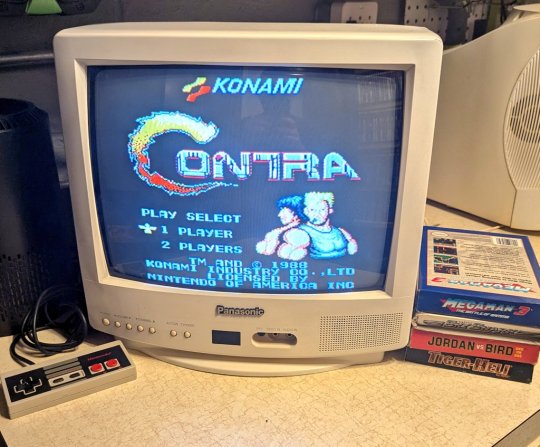 KONAMI
CONTRA
PLAY SELECT
1 PLAYER
2 PLAYERS
TM AND © 1988
KONAMI INDUSTRY CO.,LTD
LICENSED BY
NINTENDO OF AMERICA INC
Panasonic
MEGAMAN 3
JORDAN VS BIRD
TIGER-HELI